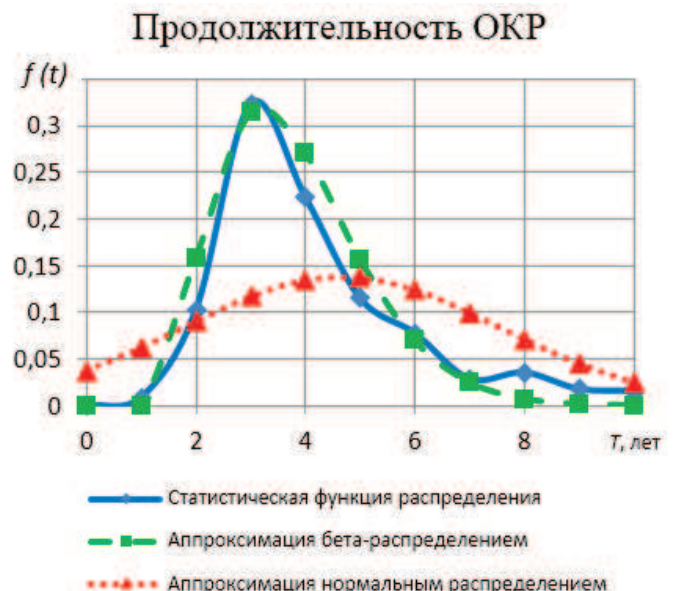 Продолжительность ОКР
f (t)
0,3
0,25
0,2
0,15
0,1
0,05
0
0 2 4 6 8 T, лет
Статистическая функция распределения
Аппроксимация бета-распределением
Аппроксимация нормальным распределением